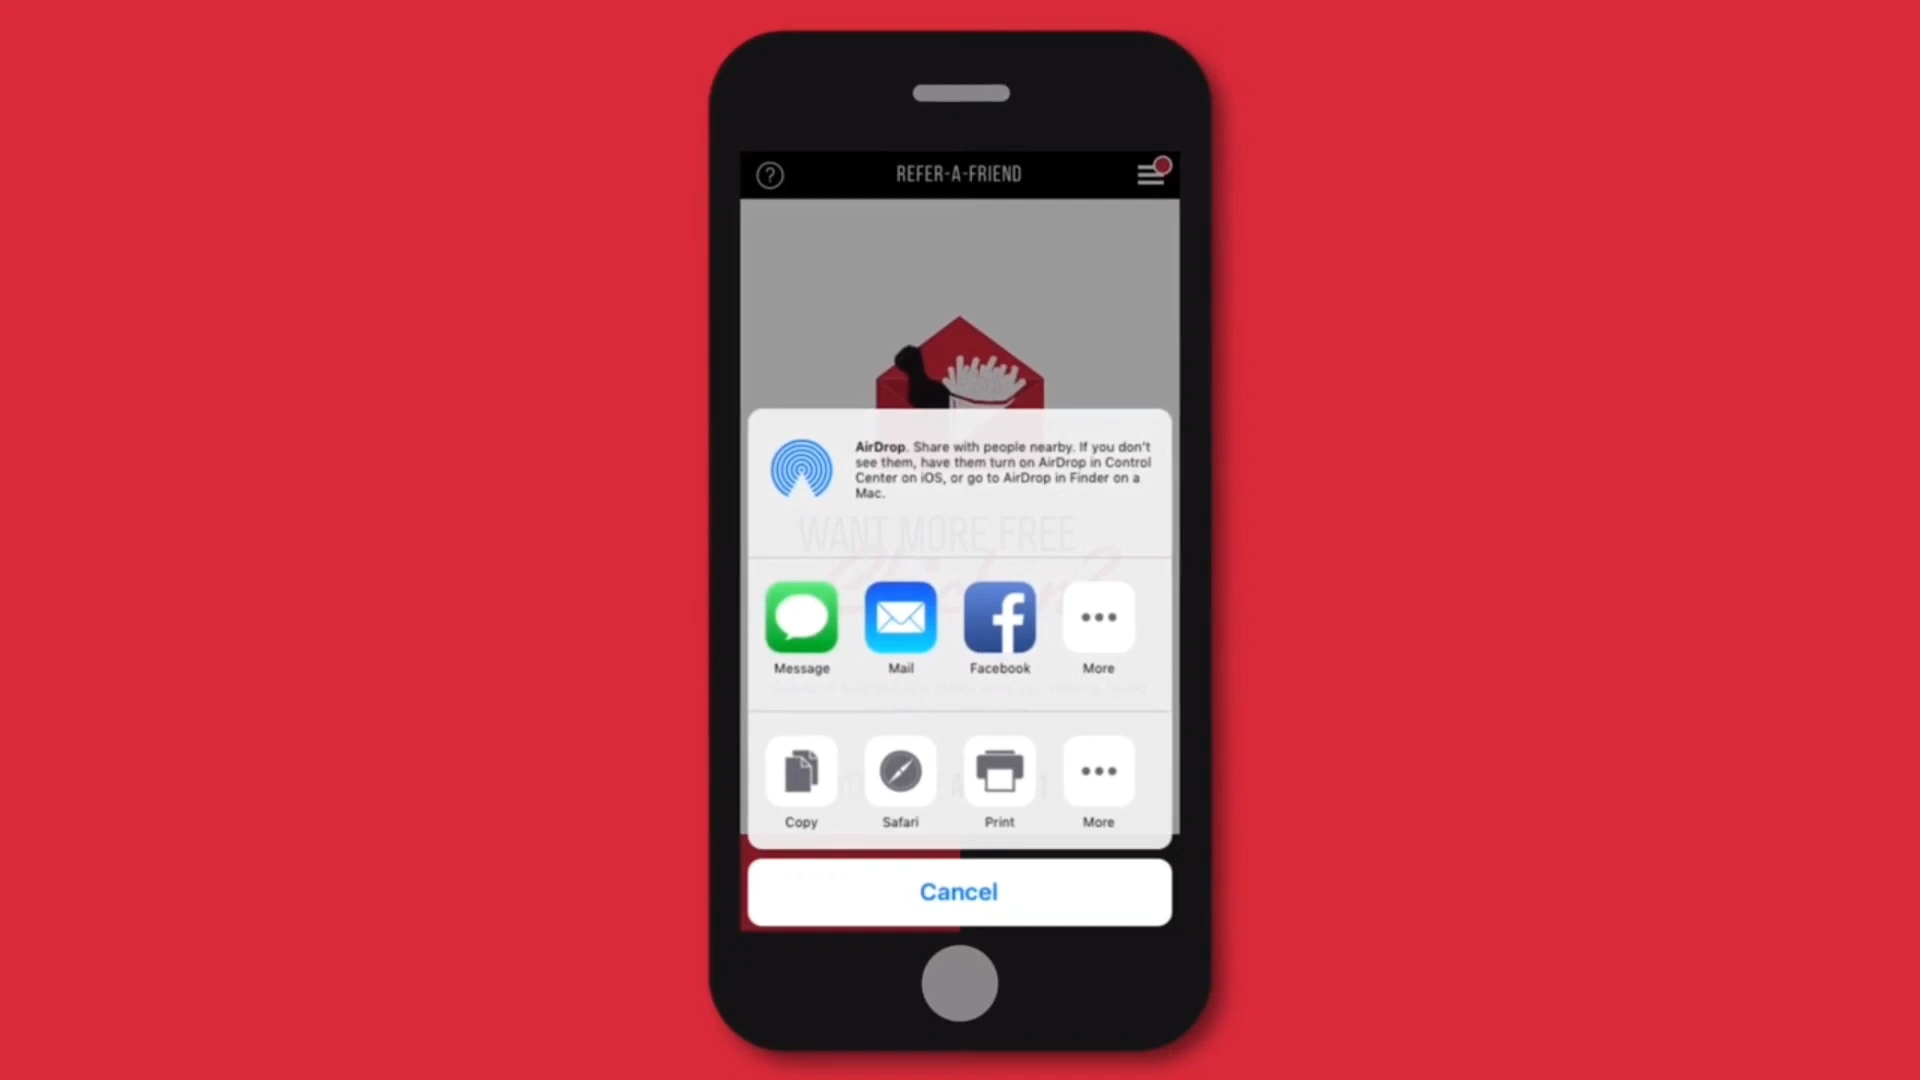 ?
REFER-A-FRIEND
AirDrop. Share with people nearby. If you don't
see them, have them turn on AirDrop in Control
Center on iOS, or go to AirDrop in Finder on a
Mac.
WANT MORE FREE
Chicken?
Message
Mail
Facebook
More
Copy
Safari
Print
More
Cancel